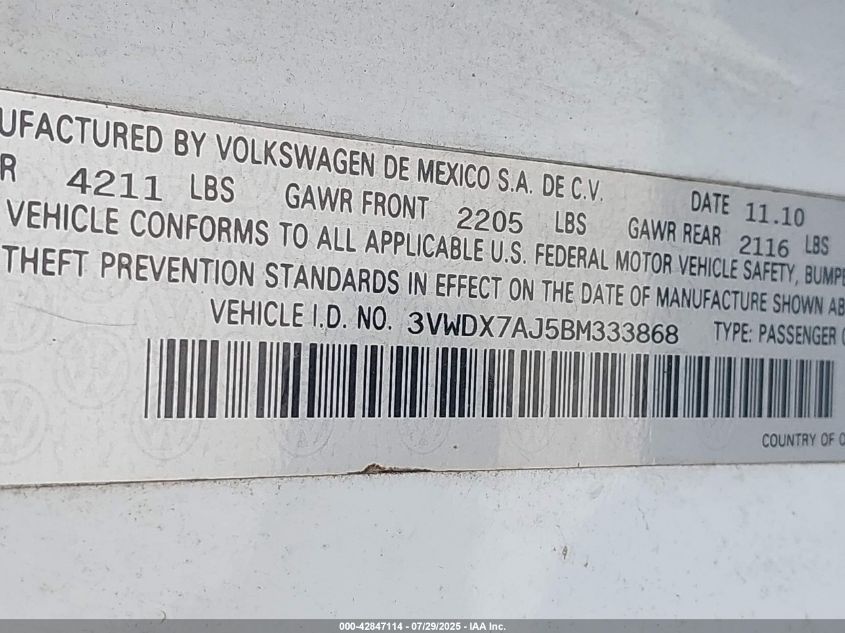 UFACTURED BY VOLKSWAGEN DE MEXICO S.A. DE C.V. DATE 11.10
R 4211 LBS GAWR FRONT 2205 LBS GAWR REAR 2116 LBS
VEHICLE CONFORMS TO ALL APPLICABLE U.S. FEDERAL MOTOR VEHICLE SAFETY, BUMPE
THEFT PREVENTION STANDARDS IN EFFECT ON THE DATE OF MANUFACTURE SHOWN AB
VEHICLE I.D. NO. 3VWDX7AJ5BM333868 TYPE: PASSENGER C
COUNTRY OF O
000-42847114 - 07/29/2025 - IAA Inc.